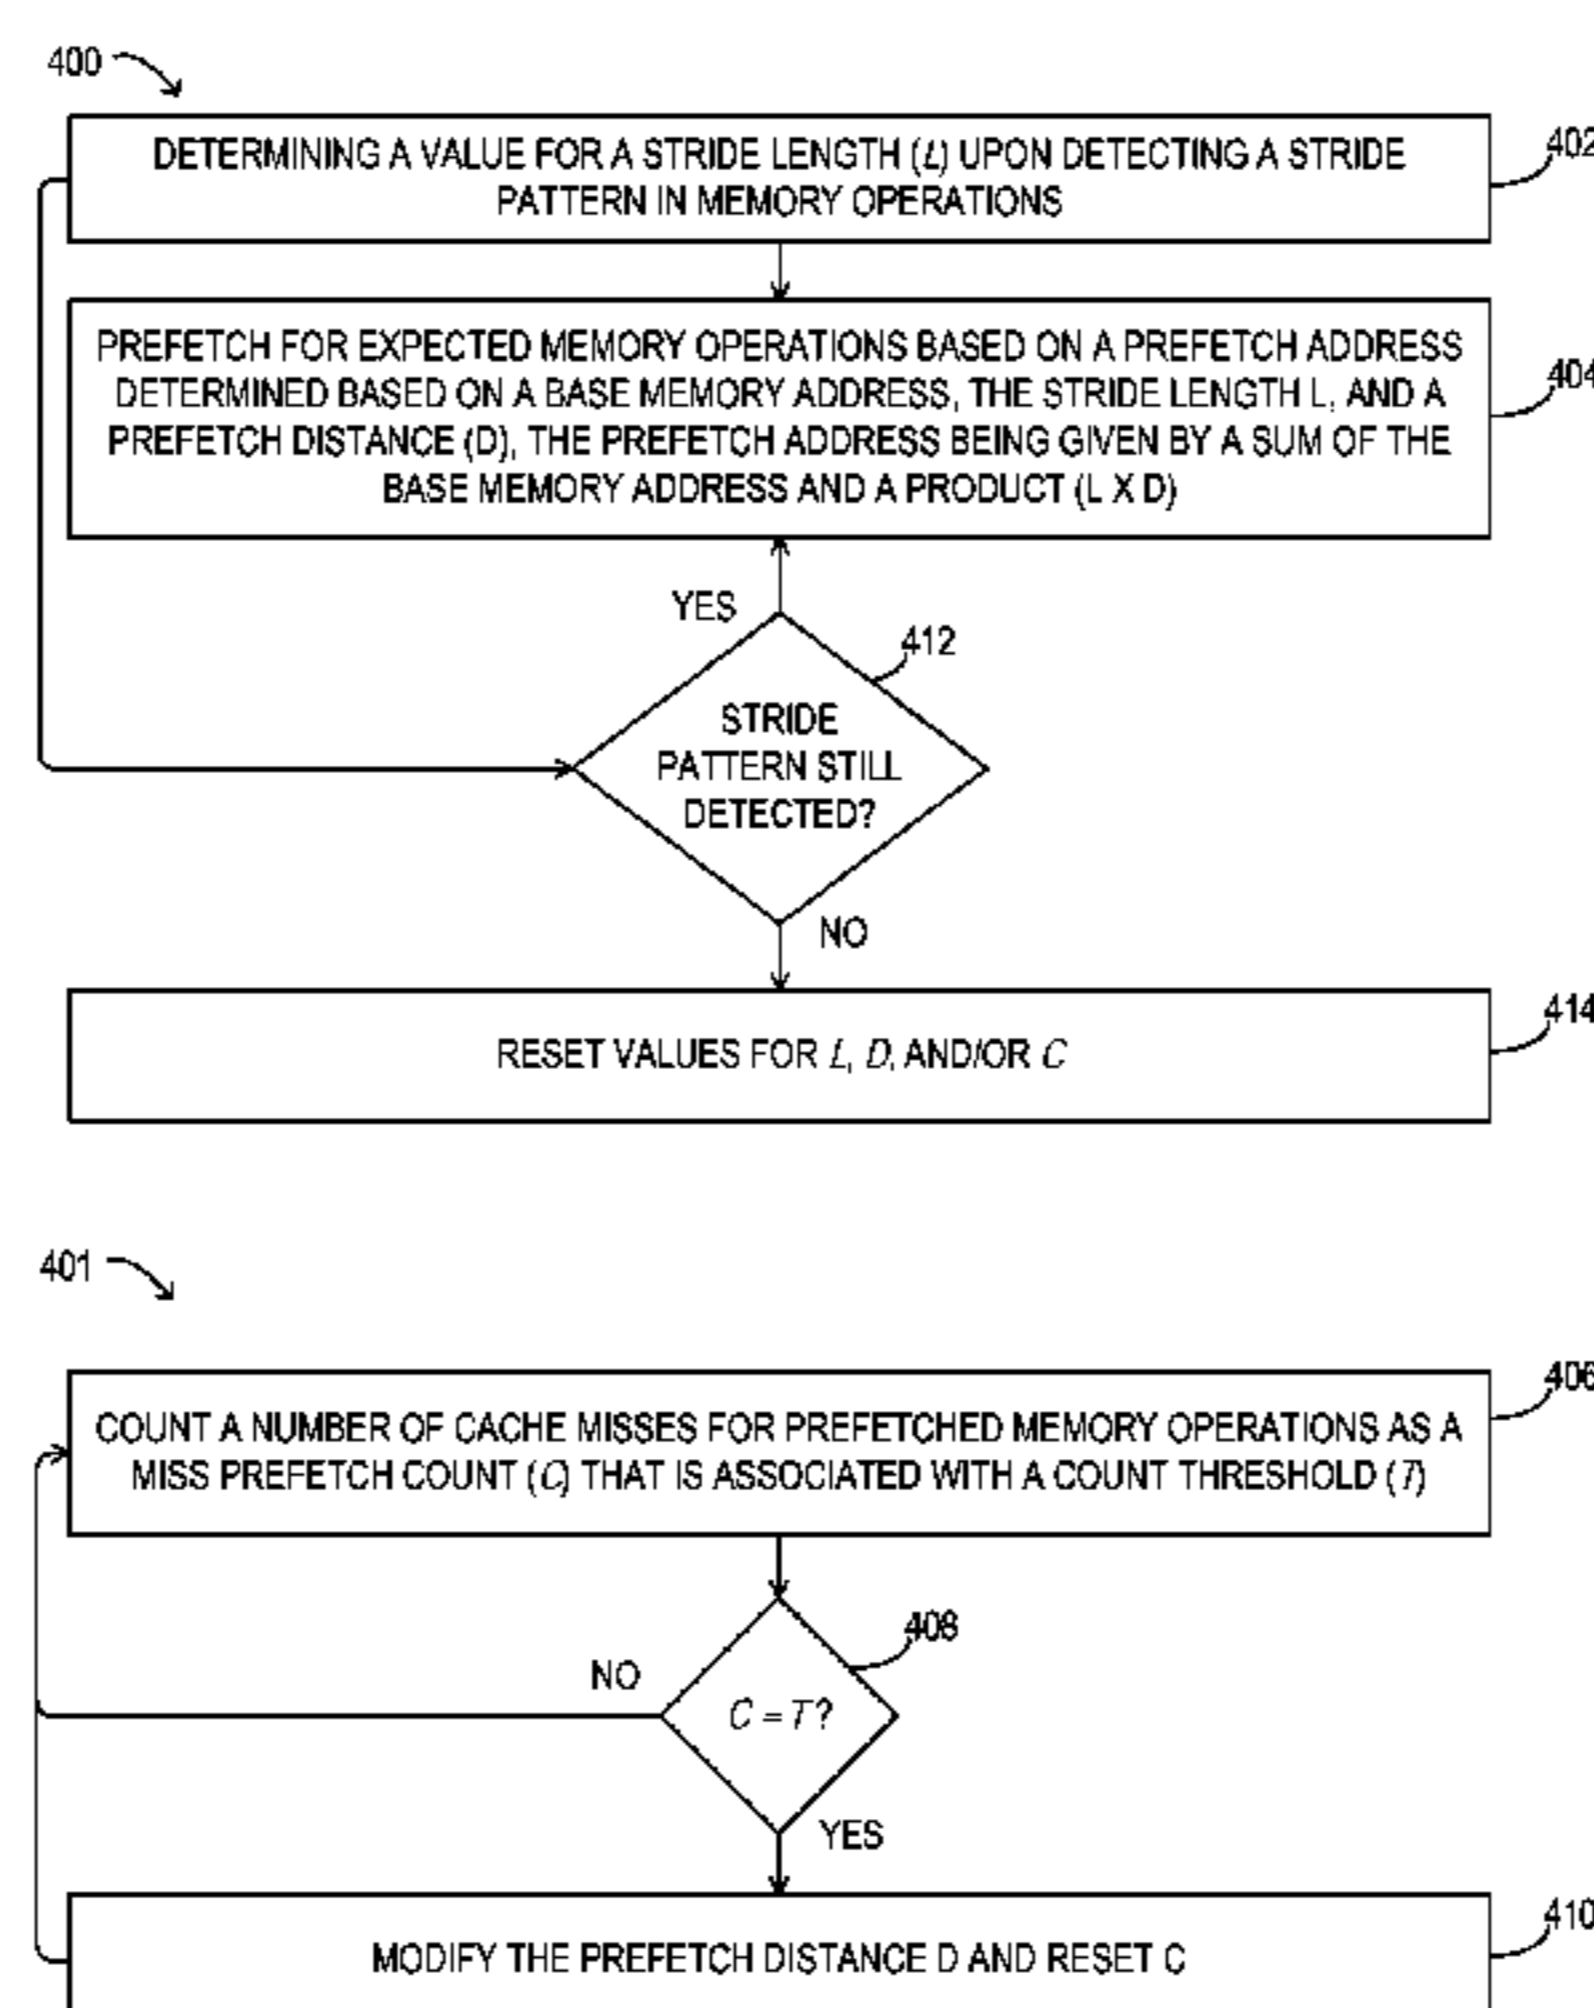 400
DETERMINING A VALUE FOR A STRIDE LENGTH (L) UPON DETECTING A STRIDE
PATTERN IN MEMORY OPERATIONS
402
PREFETCH FOR EXPECTED MEMORY OPERATIONS BASED ON A PREFETCH ADDRESS
DETERMINED BASED ON A BASE MEMORY ADDRESS, THE STRIDE LENGTH L, AND A
PREFETCH DISTANCE (D), THE PREFETCH ADDRESS BEING GIVEN BY A SUM OF THE
BASE MEMORY ADDRESS AND A PRODUCT (L X D)
404
YES
412
STRIDE
PATTERN STILL
DETECTED?
NO
RESET VALUES FOR L, D, AND/OR C
414
401
COUNT A NUMBER OF CACHE MISSES FOR PREFETCHED MEMORY OPERATIONS AS A
MISS PREFETCH COUNT (C) THAT IS ASSOCIATED WITH A COUNT THRESHOLD (T)
406
408
NO
C = T?
YES
MODIFY THE PREFETCH DISTANCE D AND RESET C
410